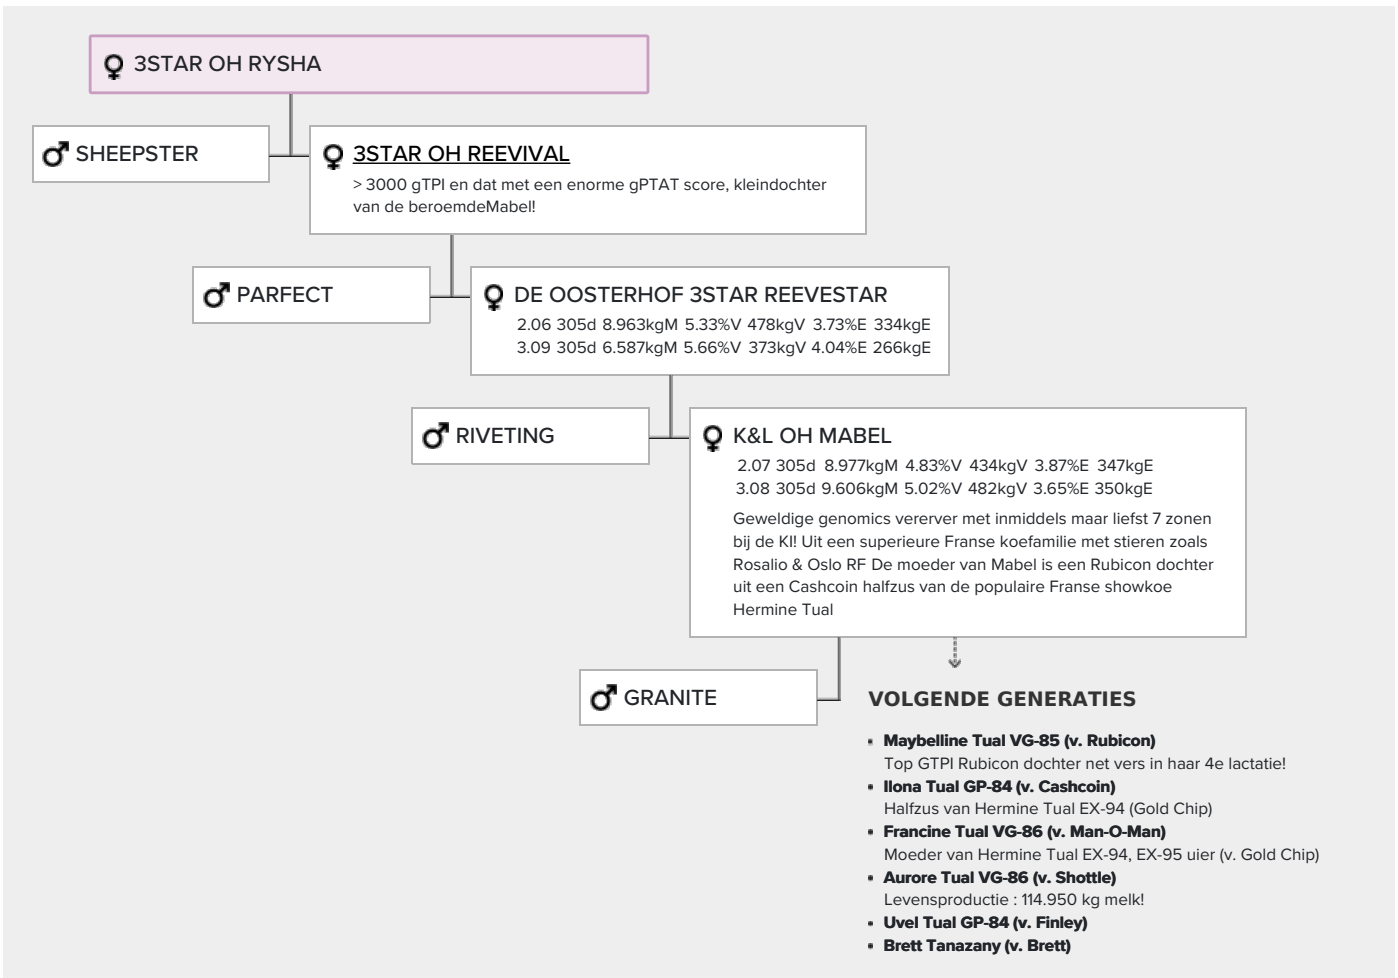 3STAR OH RYSHA
SHEEPSTER
3STAR OH REEVIVAL
> 3000 gTPI en dat met een enorme gPTAT score, kleindochter
van de beroemdeMabel!
PARFECT
DE OOSTERHOF 3STAR REEVESTAR
2.06 305d 8.963kgM 5.33%V 478kgV 3.73%E 334kgE
3.09 305d 6.587kgM 5.66%V 373kgV 4.04%E 266kgE
RIVETING
K&L OH MABEL
2.07 305d 8.977kgM 4.83%V 434kgV 3.87%E 347kgE
3.08 305d 9.606kgM 5.02%V 482kgV 3.65%E 350kgE
Geweldige genomics vererver met inmiddels maar liefst 7 zonen
bij de KI! Uit een superieure Franse koefamilie met stieren zoals
Rosalio & Oslo RF De moeder van Mabel is een Rubicon dochter
uit een Cashcoin halfzus van de populaire Franse showkoe
Hermine Tual
GRANITE
VOLGENDE GENERATIES
• Maybelline Tual VG-85 (v. Rubicon)
Top GTPI Rubicon dochter net vers in haar 4e lactatie!
• Ilona Tual GP-84 (v. Cashcoin)
Halfzus van Hermine Tual EX-94 (Gold Chip)
• Francine Tual VG-86 (v. Man-O-Man)
Moeder van Hermine Tual EX-94, EX-95 uier (v. Gold Chip)
• Aurore Tual VG-86 (v. Shottle)
Levensproductie : 114.950 kg melk!
• Uvel Tual GP-84 (v. Finley)
• Brett Tanazany (v. Brett)